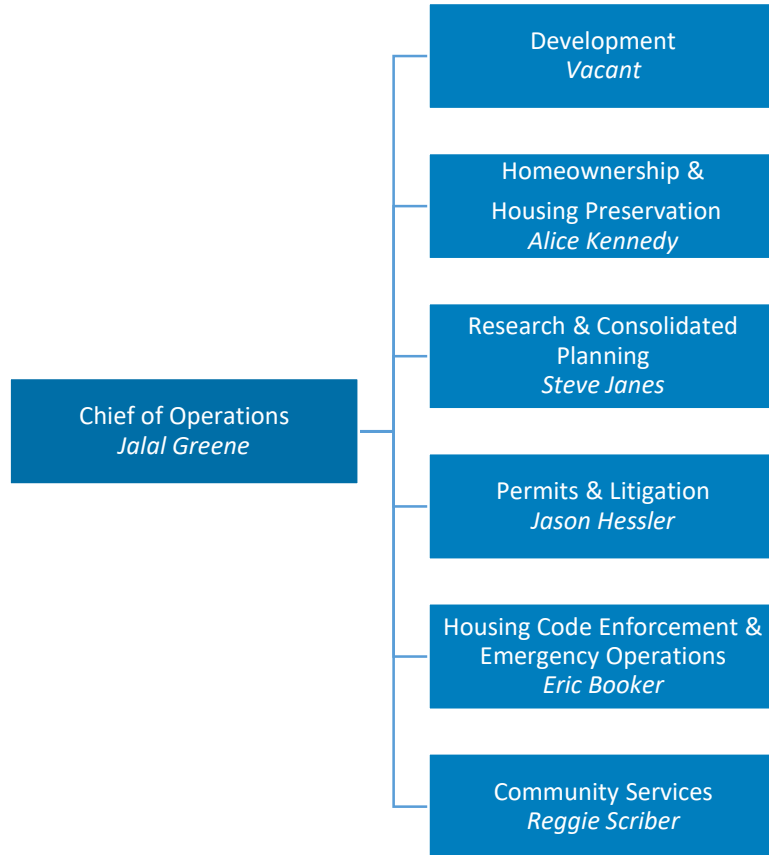 Development
Vacant
Homeownership &
Housing Preservation
Alice Kennedy
Research & Consolidated
Planning
Steve Janes
Chief of Operations
Jalal Greene
Permits & Litigation
Jason Hessler
Housing Code Enforcement &
Emergency Operations
Eric Booker
Community Services
Reggie Scriber